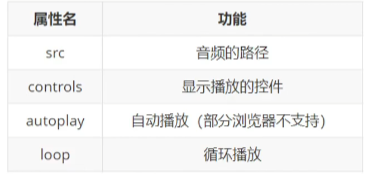 属性名 功能
src 音频的路径
controls 显示播放的控件
autoplay 自动播放（部分浏览器不支持）
loop 循环播放